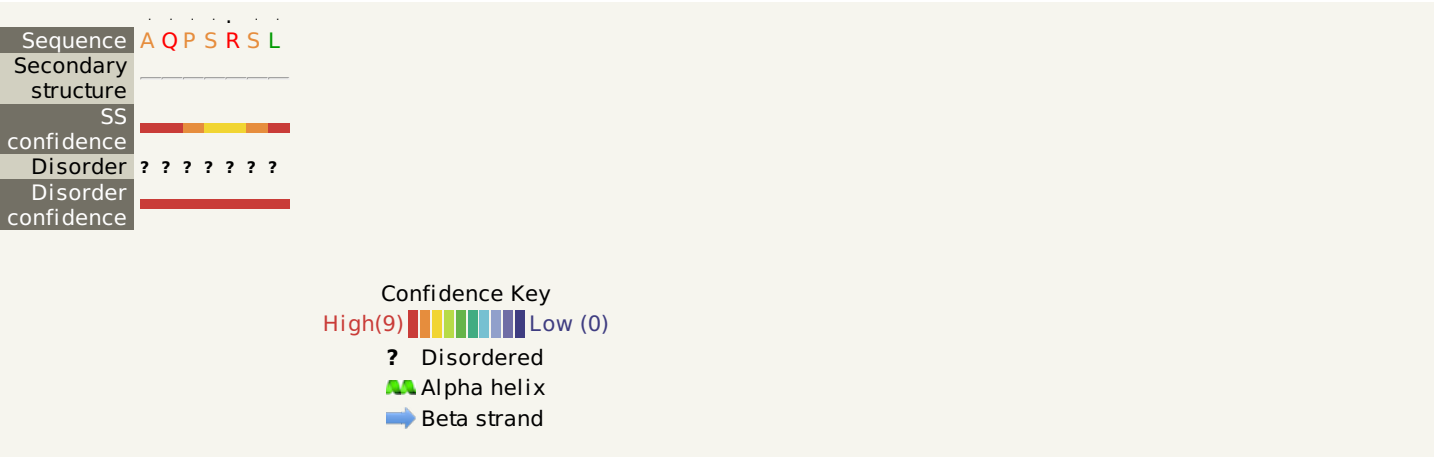 Sequence A Q P S R S L
Secondary
structure
SS
confidence
Disorder ? ? ? ? ? ? ?
Disorder
confidence
Confidence Key
High(9) Low (0)
? Disordered
Alpha helix
Beta strand